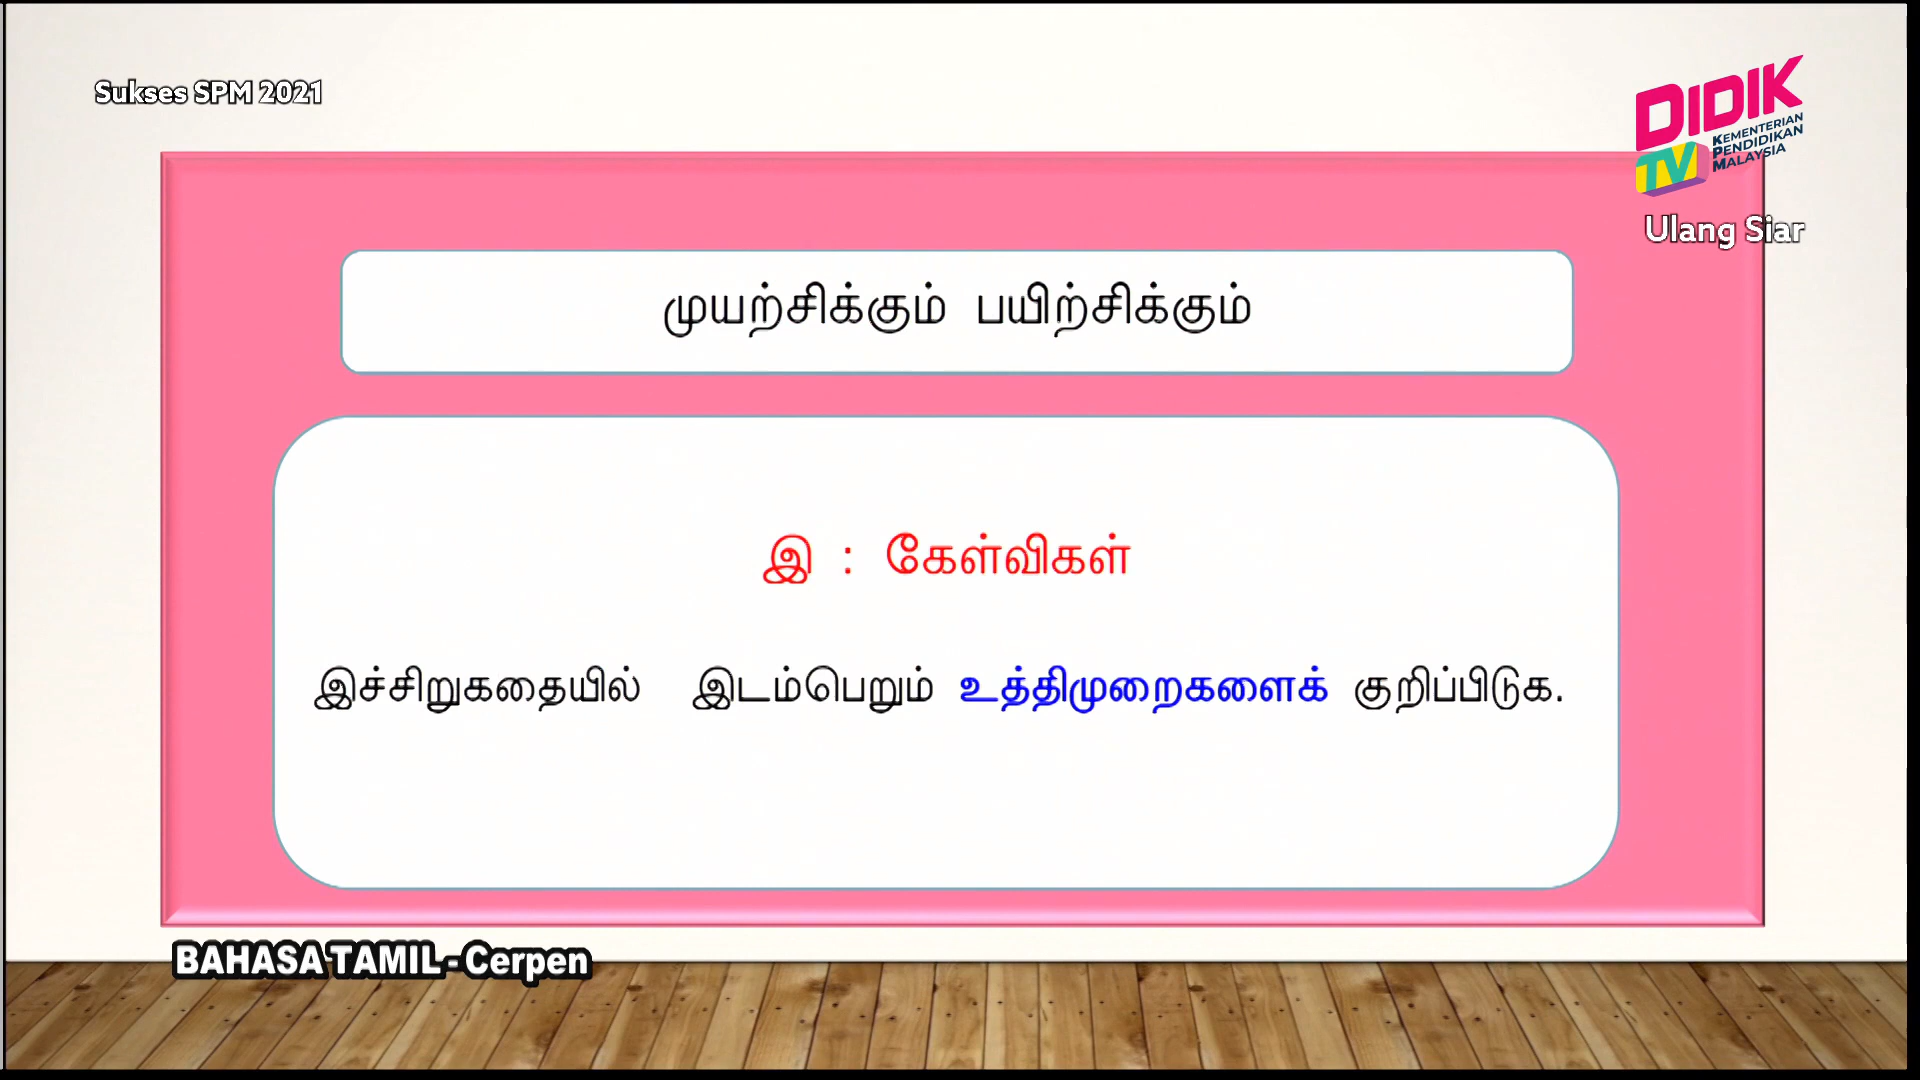 Sukses SPM 2021
DIDIK
TV
KEMENTERIAN
PENDIDIKAN
MALAYSIA
Ulang Siar
முயற்சிக்கும் பயிற்சிக்கும்
இ : கேள்விகள்
இச்சிறுகதையில் இடம்பெறும் உத்திமுறைகளைக் குறிப்பிடுக.
BAHASA TAMIL - Cerpen